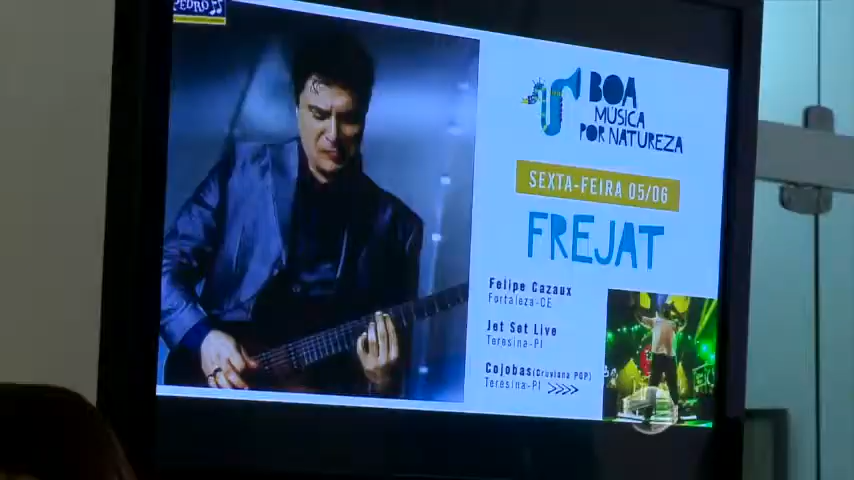 PEDRO
BOA
MÚSICA
POR NATUREZA
SEXTA-FEIRA 05/06
FREJAT
Felipe Cazaux
Fortaleza-CE
Jet Set Live
Teresina-PI
Cojobas(Cruviana POP)
Teresina-PI